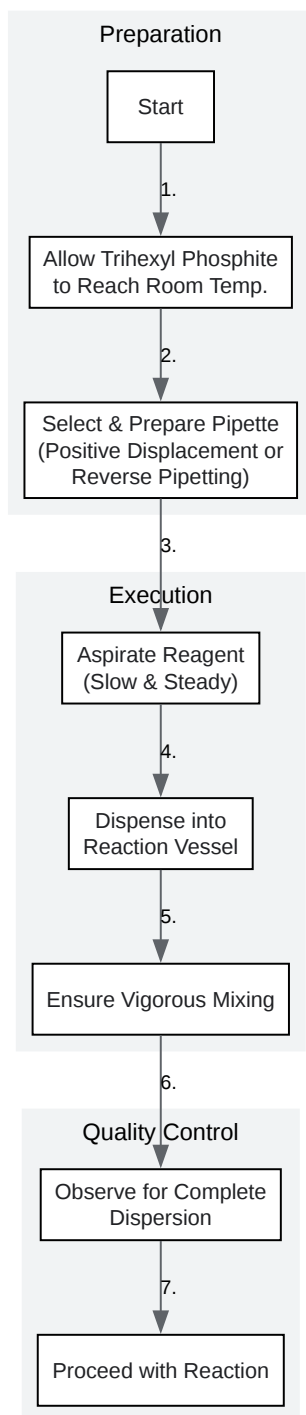 Preparation
Start
1.
Allow Trihexyl Phosphite
to Reach Room Temp.
2.
Select & Prepare Pipette
(Positive Displacement or
Reverse Pipetting)
3.
Execution
Aspirate Reagent
(Slow & Steady)
4.
Dispense into
Reaction Vessel
5.
Ensure Vigorous Mixing
6.
Quality Control
Observe for Complete
Dispersion
7.
Proceed with Reaction